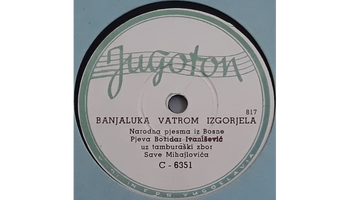 Jugoton
817
BANJALUKA VATROM IZGORJELA
Narodna pjesma iz Bosne
Pjeva Božidar Ivanišević
uz tamburaški zbor
Save Mihajlovića
C - 6351